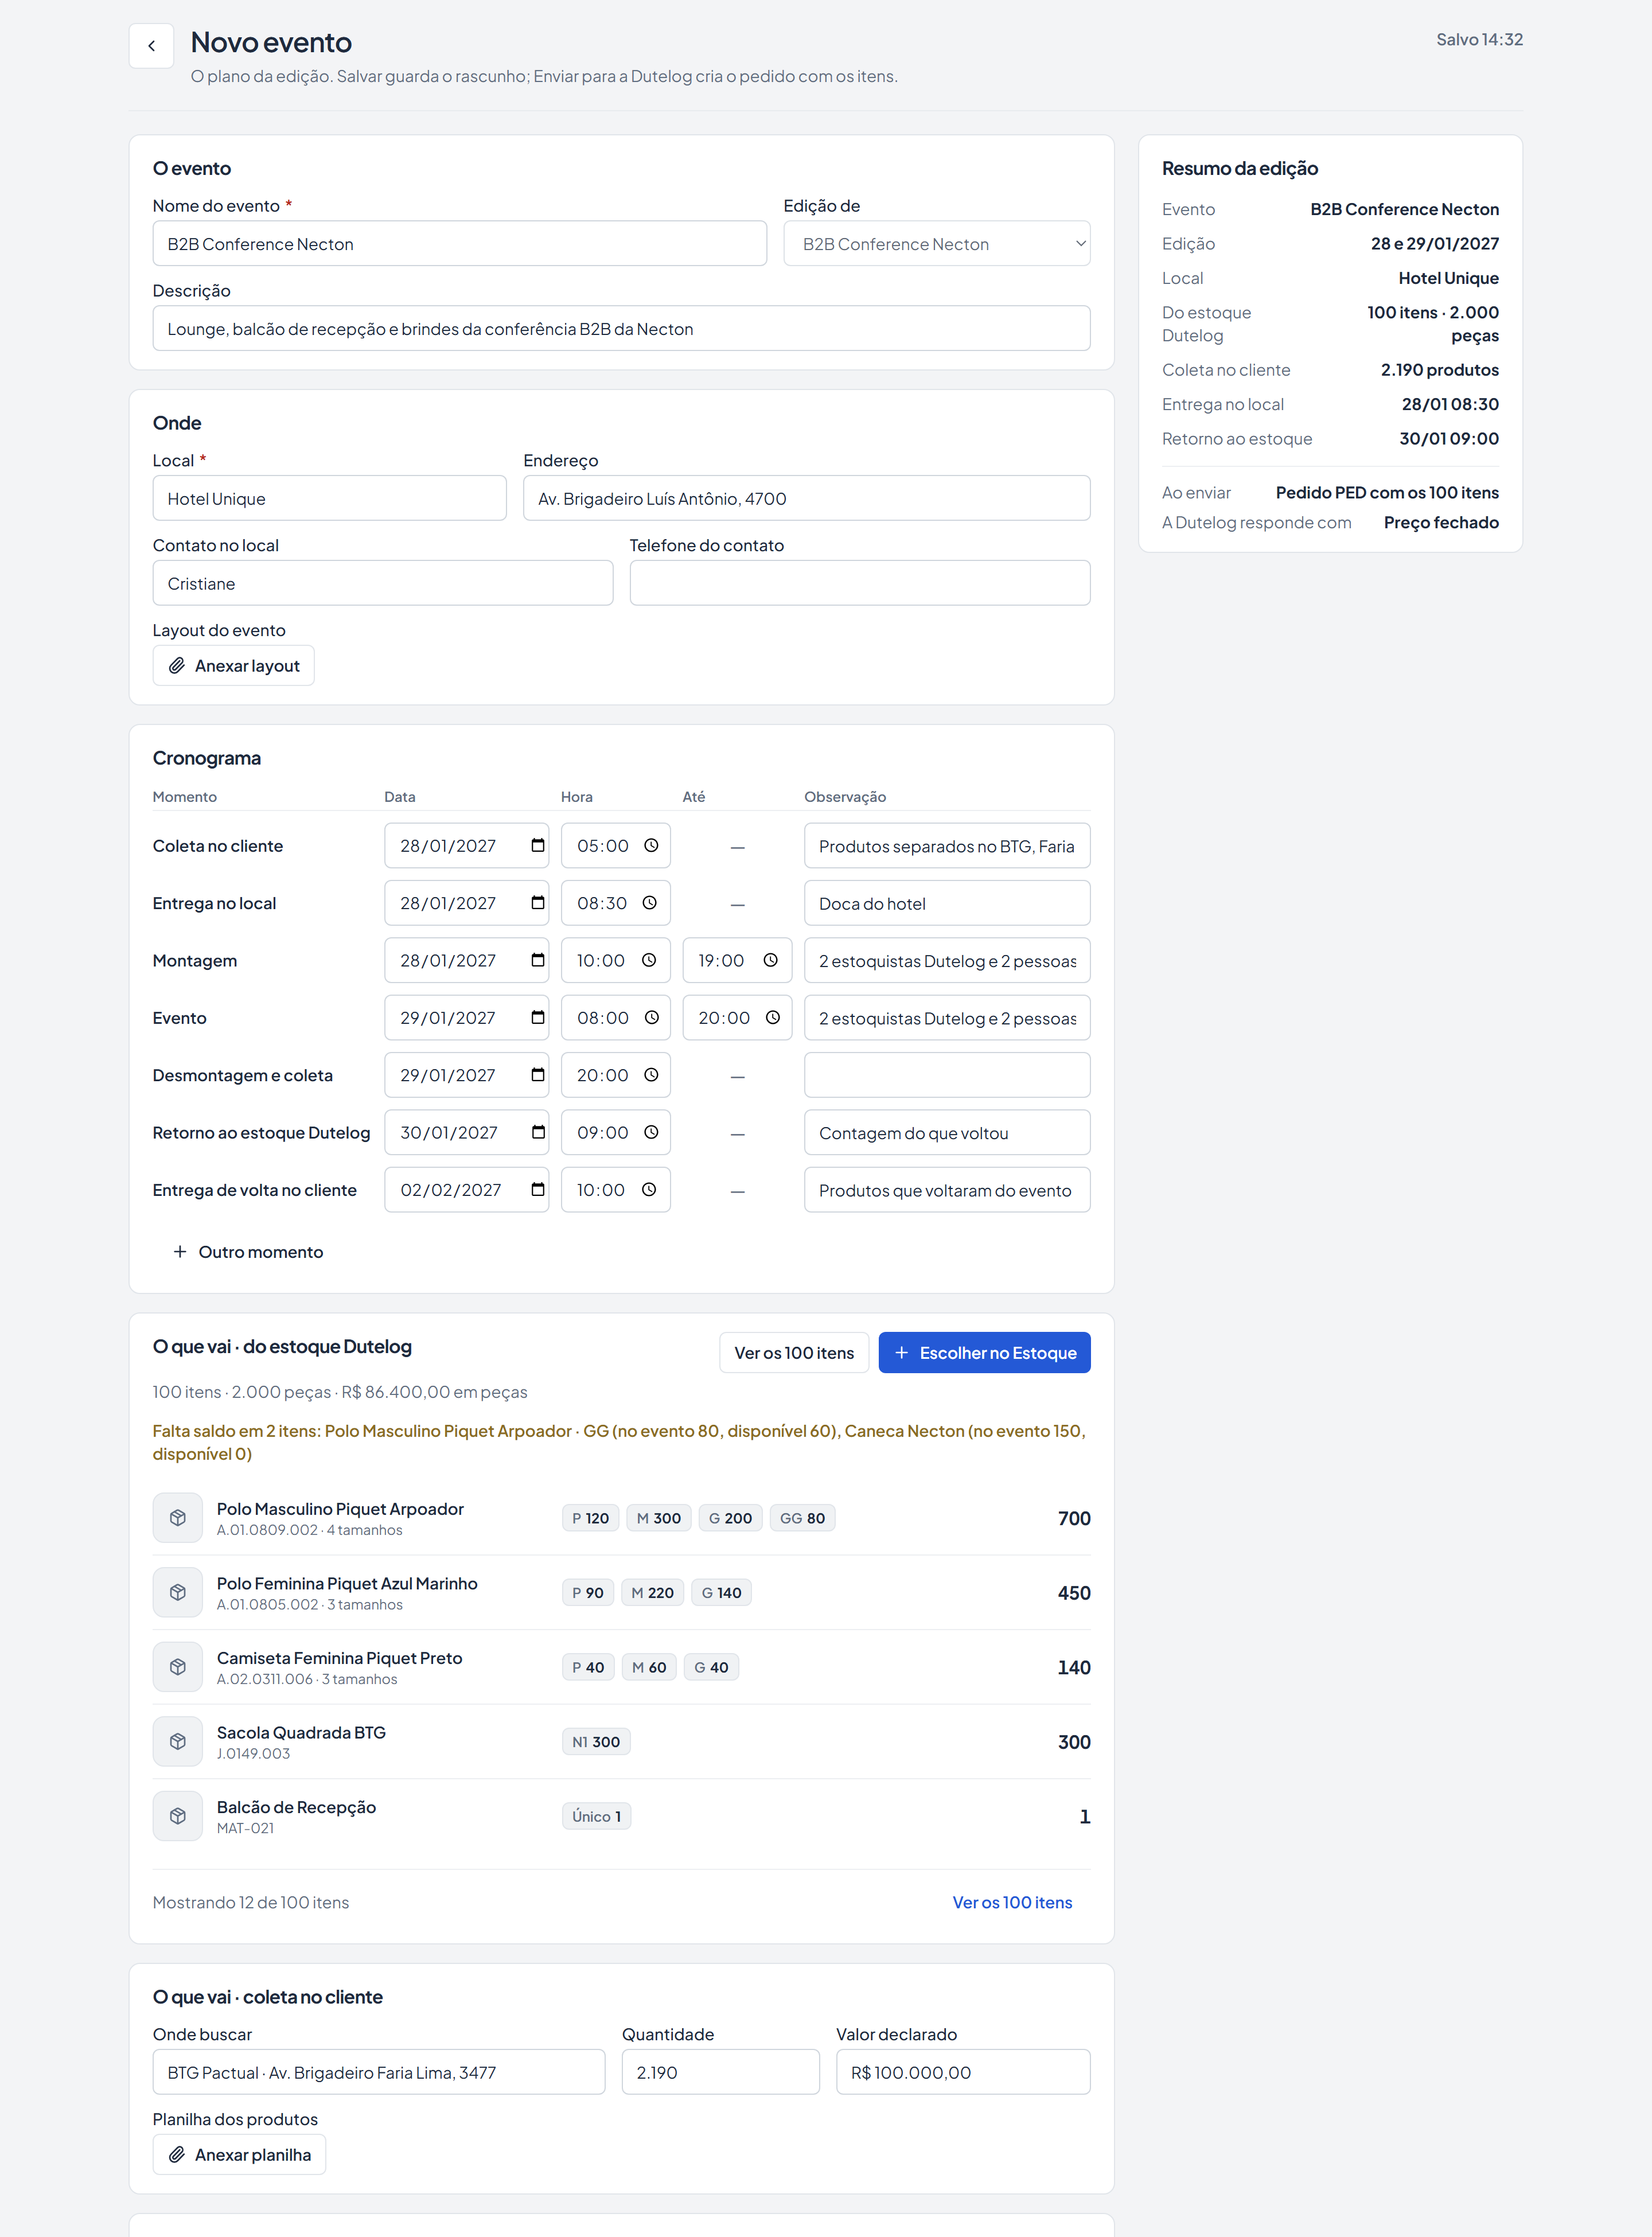 Novo evento
Salvo 14:32
O plano da edição. Salvar guarda o rascunho; Enviar para a Dutelog cria o pedido com os itens.
O evento
Nome do evento *
Edição de
B2B Conference Necton
B2B Conference Necton
Descrição
Lounge, balcão de recepção e brindes da conferência B2B da Necton
Onde
Local *
Endereço
Hotel Unique
Av. Brigadeiro Luís Antônio, 4700
Contato no local
Telefone do contato
Cristiane
Layout do evento
Anexar layout
Cronograma
Momento Data Hora Até Observação
Coleta no cliente 28/01/2027 05:00 — Produtos separados no BTG, Faria
Entrega no local 28/01/2027 08:30 — Doca do hotel
Montagem 28/01/2027 10:00 19:00 2 estoquistas Dutelog e 2 pessoas
Evento 29/01/2027 08:00 20:00 2 estoquistas Dutelog e 2 pessoas
Desmontagem e coleta 29/01/2027 20:00 —
Retorno ao estoque Dutelog 30/01/2027 09:00 — Contagem do que voltou
Entrega de volta no cliente 02/02/2027 10:00 — Produtos que voltaram do evento
+ Outro momento
O que vai · do estoque Dutelog
Ver os 100 itens
+ Escolher no Estoque
100 itens · 2.000 peças · R$ 86.400,00 em peças
Falta saldo em 2 itens: Polo Masculino Piquet Arpoador · GG (no evento 80, disponível 60), Caneca Necton (no evento 150,
disponível 0)
Polo Masculino Piquet Arpoador
A.01.0809.002 · 4 tamanhos
P 120 M 300 G 200 GG 80
700
Polo Feminina Piquet Azul Marinho
A.01.0805.002 · 3 tamanhos
P 90 M 220 G 140
450
Camiseta Feminina Piquet Preto
A.02.0311.006 · 3 tamanhos
P 40 M 60 G 40
140
Sacola Quadrada BTG
J.0149.003
N1 300
300
Balcão de Recepção
MAT-021
Único 1
1
Mostrando 12 de 100 itens
Ver os 100 itens
O que vai · coleta no cliente
Onde buscar
Quantidade
Valor declarado
BTG Pactual · Av. Brigadeiro Faria Lima, 3477
2.190
R$ 100.000,00
Planilha dos produtos
Anexar planilha
Resumo da edição
Evento B2B Conference Necton
Edição 28 e 29/01/2027
Local Hotel Unique
Do estoque Dutelog
100 itens · 2.000 peças
Coleta no cliente 2.190 produtos
Entrega no local 28/01 08:30
Retorno ao estoque 30/01 09:00
Ao enviar Pedido PED com os 100 itens
A Dutelog responde com Preço fechado